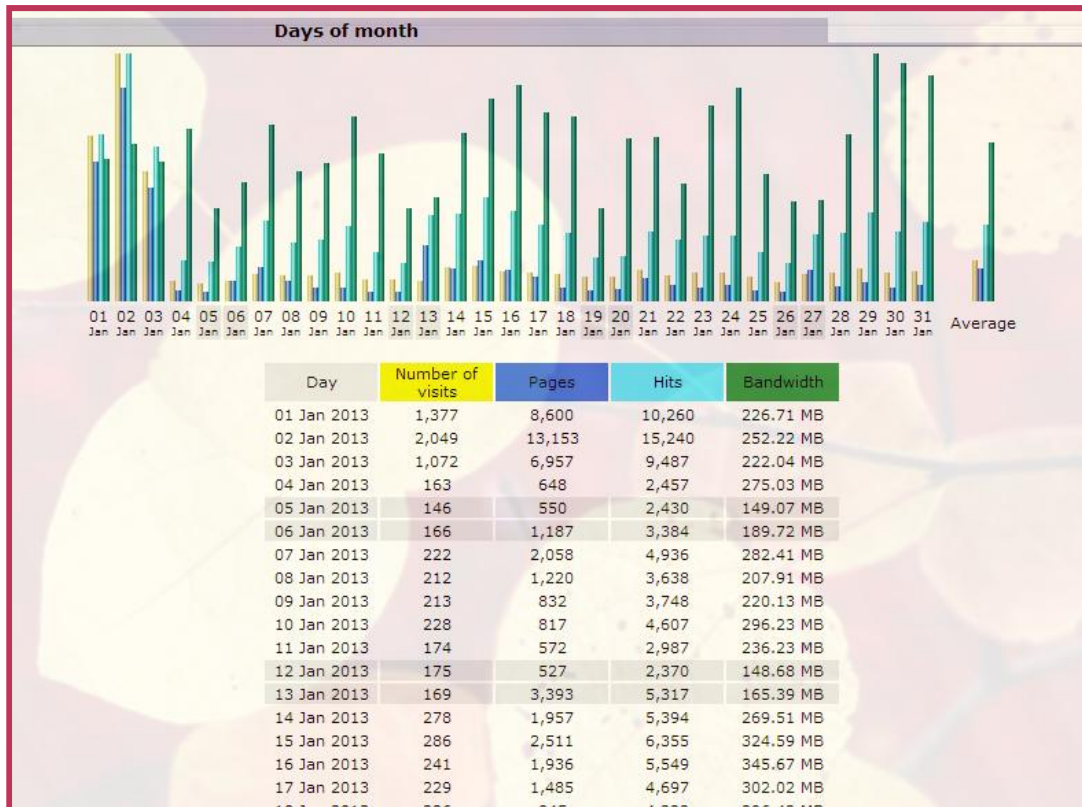 Days of month
01 02 03 04 05 06 07 08 09 10 11 12 13 14 15 16 17 18 19 20 21 22 23 24 25 26 27 28 29 30 31
Jan Jan Jan Jan Jan Jan Jan Jan Jan Jan Jan Jan Jan Jan Jan Jan Jan Jan Jan Jan Jan Jan Jan Jan Jan Jan Jan Jan Jan Jan Jan
Average
Day Number of visits Pages Hits Bandwidth
01 Jan 2013 1,377 8,600 10,260 226.71 MB
02 Jan 2013 2,049 13,153 15,240 252.22 MB
03 Jan 2013 1,072 6,957 9,487 222.04 MB
04 Jan 2013 163 648 2,457 275.03 MB
05 Jan 2013 146 550 2,430 149.07 MB
06 Jan 2013 166 1,187 3,384 189.72 MB
07 Jan 2013 222 2,058 4,936 282.41 MB
08 Jan 2013 212 1,220 3,638 207.91 MB
09 Jan 2013 213 832 3,748 220.13 MB
10 Jan 2013 228 817 4,607 296.23 MB
11 Jan 2013 174 572 2,987 236.23 MB
12 Jan 2013 175 527 2,370 148.68 MB
13 Jan 2013 169 3,393 5,317 165.39 MB
14 Jan 2013 278 1,957 5,394 269.51 MB
15 Jan 2013 286 2,511 6,355 324.59 MB
16 Jan 2013 241 1,936 5,549 345.67 MB
17 Jan 2013 229 1,485 4,697 302.02 MB